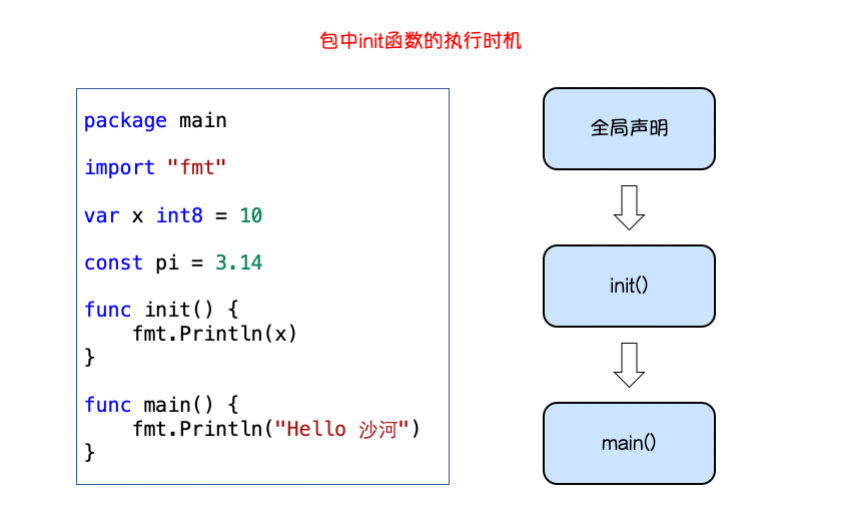 包中init函数的执行时机
package main
import "fmt"
var x int8 = 10
const pi = 3.14
func init() {
    fmt.Println(x)
}
func main() {
    fmt.Println("Hello 沙河")
}
全局声明
init()
main()